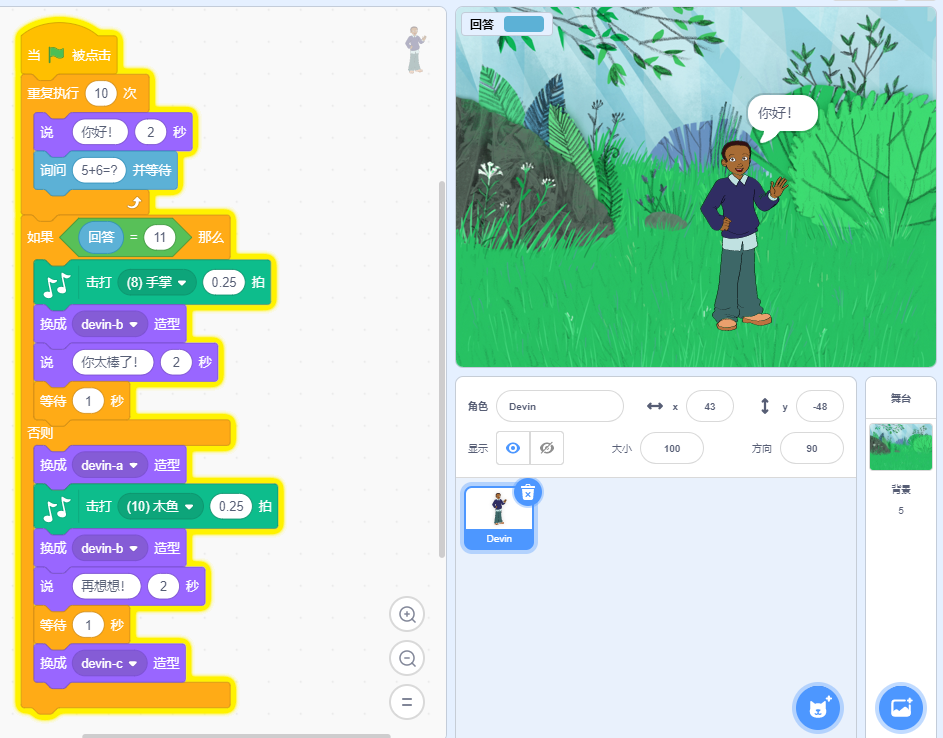 当 被点击
重复执行 10 次
说 你好! 2 秒
询问 5+6=? 并等待
如果 回答 = 11 那么
击打 (8) 手掌 0.25 拍
换成 devin-b 造型
说 你太棒了! 2 秒
等待 1 秒
否则
换成 devin-a 造型
击打 (10) 木鱼 0.25 拍
换成 devin-b 造型
说 再想想! 2 秒
等待 1 秒
换成 devin-c 造型
回答
你好!
角色 Devin x 43 y -48
显示 大小 100 方向 90
Devin
舞台
背景
5